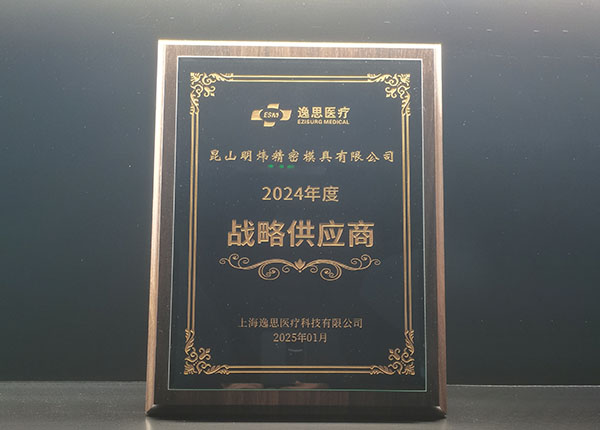 ESM 逸思医疗
EZISURG MEDICAL
昆山明炜精密模具有限公司
2024年度
战略供应商
上海逸思医疗科技有限公司
2025年01月